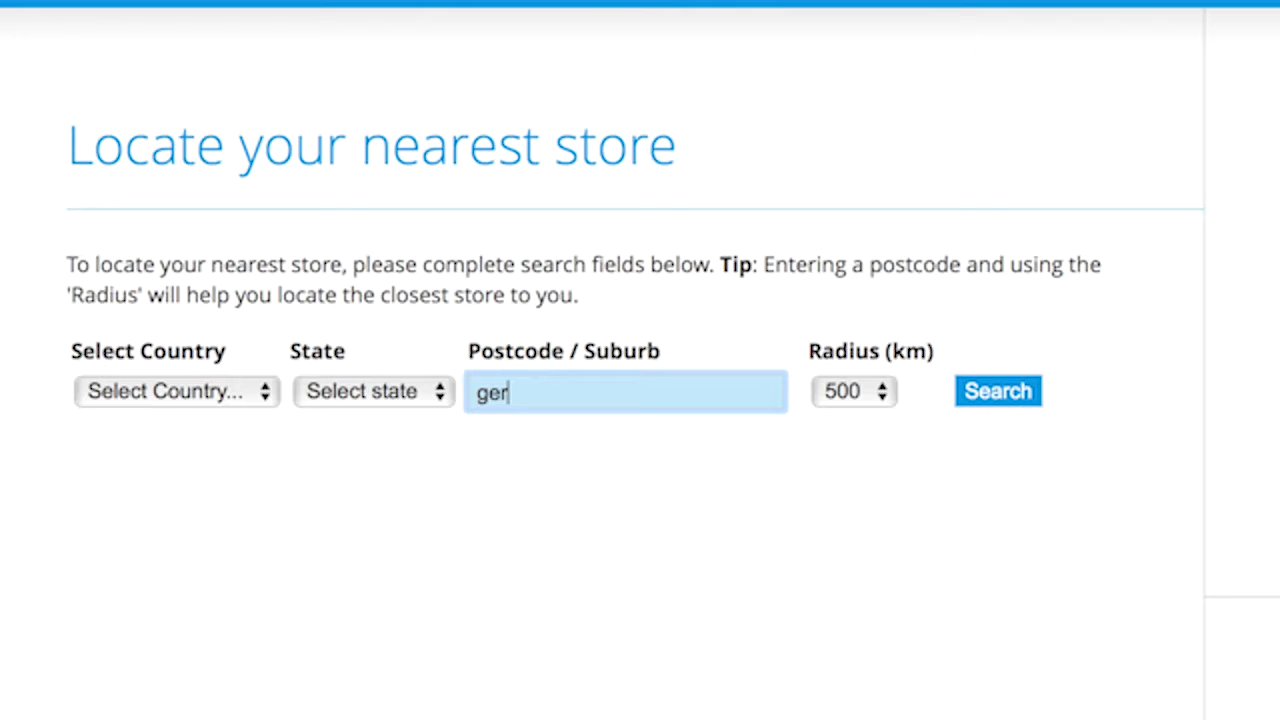 Locate your nearest store
To locate your nearest store, please complete search fields below. Tip: Entering a postcode and using the
'Radius' will help you locate the closest store to you.
Select Country State Postcode / Suburb Radius (km)
Select Country... Select state ger 500 Search